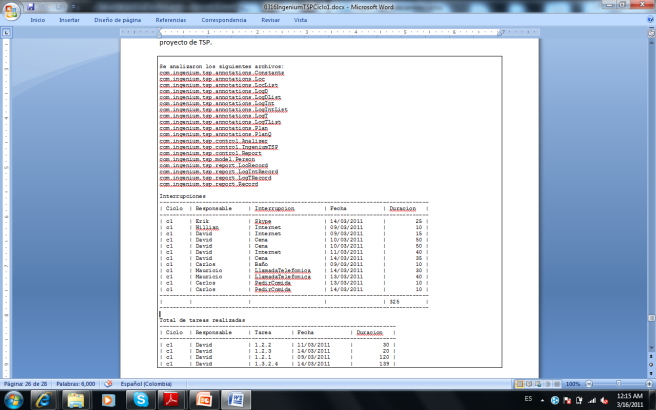 0316IngeniumTSPCiclo1.docx - Microsoft Word
Inicio Insertar Diseño de página Referencias Correspondencia Revisar Vista
proyecto de TSP.
Se analizaron los siguientes archivos:
com.ingenium.tsp.annotations.Constants
com.ingenium.tsp.annotations.Loc
com.ingenium.tsp.annotations.LocList
com.ingenium.tsp.annotations.LogD
com.ingenium.tsp.annotations.LogDList
com.ingenium.tsp.annotations.LogInt
com.ingenium.tsp.annotations.LogIntList
com.ingenium.tsp.annotations.LogT
com.ingenium.tsp.annotations.LogTList
com.ingenium.tsp.annotations.Plan
com.ingenium.tsp.annotations.PlanQ
com.ingenium.tsp.control.Analizer
com.ingenium.tsp.control.IngeniumTSP
com.ingenium.tsp.control.Report
com.ingenium.tsp.model.Person
com.ingenium.tsp.report.LocRecord
com.ingenium.tsp.report.LogIntRecord
com.ingenium.tsp.report.LogTRecord
com.ingenium.tsp.report.Record
Interrupciones
| Ciclo | Responsable | Interrupcion | Fecha | Duracion |
| c1 | Erik | Skype | 14/03/2011 | 25 |
| c1 | Willian | Internet | 09/03/2011 | 10 |
| c1 | David | Internet | 09/03/2011 | 15 |
| c1 | David | Cena | 10/03/2011 | 50 |
| c1 | David | Cena | 10/03/2011 | 50 |
| c1 | David | Internet | 11/03/2011 | 40 |
| c1 | David | Cena | 14/03/2011 | 35 |
| c1 | Carlos | Baño | 09/03/2011 | 10 |
| c1 | Mauricio | LlamadaTelefonica | 14/03/2011 | 30 |
| c1 | Mauricio | LlamadaTelefonica | 13/03/2011 | 40 |
| c1 | Carlos | PedirComida | 13/03/2011 | 10 |
| c1 | Carlos | PedirComida | 14/03/2011 | 10 |
| | | | | 325 |
Total de tareas realizadas
| Ciclo | Responsable | Tarea | Fecha | Duracion |
| c1 | David | 1.2.2 | 11/03/2011 | 30 |
| c1 | David | 1.2.3 | 14/03/2011 | 20 |
| c1 | David | 1.2.1 | 09/03/2011 | 120 |
| c1 | David | 1.3.2.4 | 14/03/2011 | 139 |
Página: 26 de 28 Palabras: 6,000 Español (Colombia) 100%
ES 12:15 AM
3/16/2011